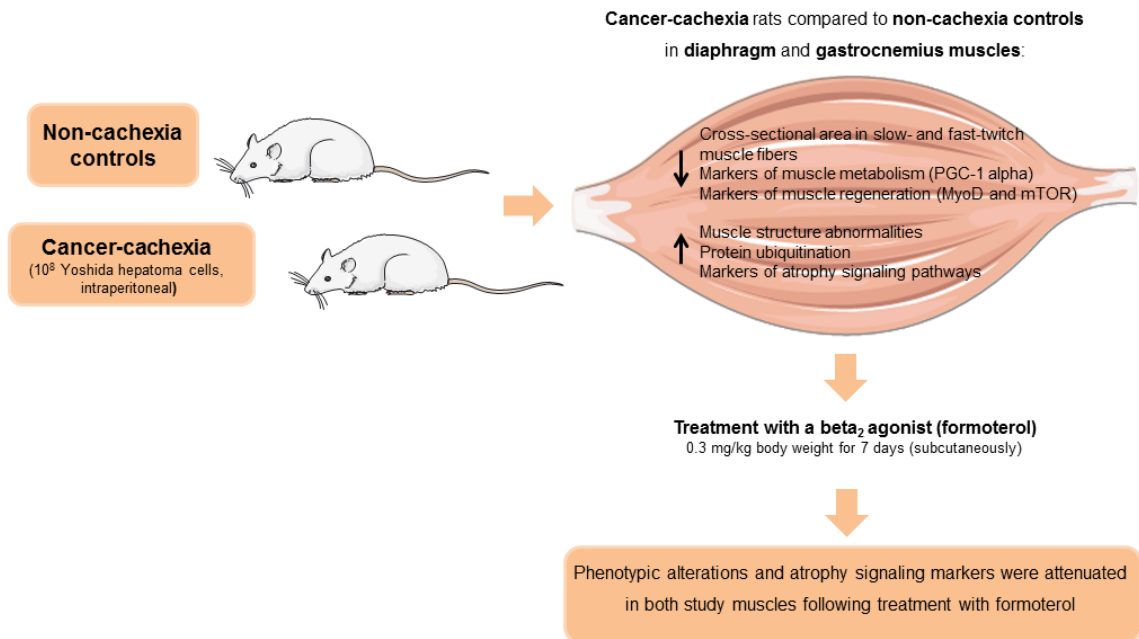 Non-cachexia
controls
Cancer-cachexia
(10⁸ Yoshida hepatoma cells,
intraperitoneal)
Cancer-cachexia rats compared to non-cachexia controls
in diaphragm and gastrocnemius muscles:
Cross-sectional area in slow- and fast-twitch
muscle fibers
Markers of muscle metabolism (PGC-1 alpha)
Markers of muscle regeneration (MyoD and mTOR)
Muscle structure abnormalities
Protein ubiquitination
Markers of atrophy signaling pathways
Treatment with a beta₂ agonist (formoterol)
0.3 mg/kg body weight for 7 days (subcutaneously)
Phenotypic alterations and atrophy signaling markers were attenuated
in both study muscles following treatment with formoterol